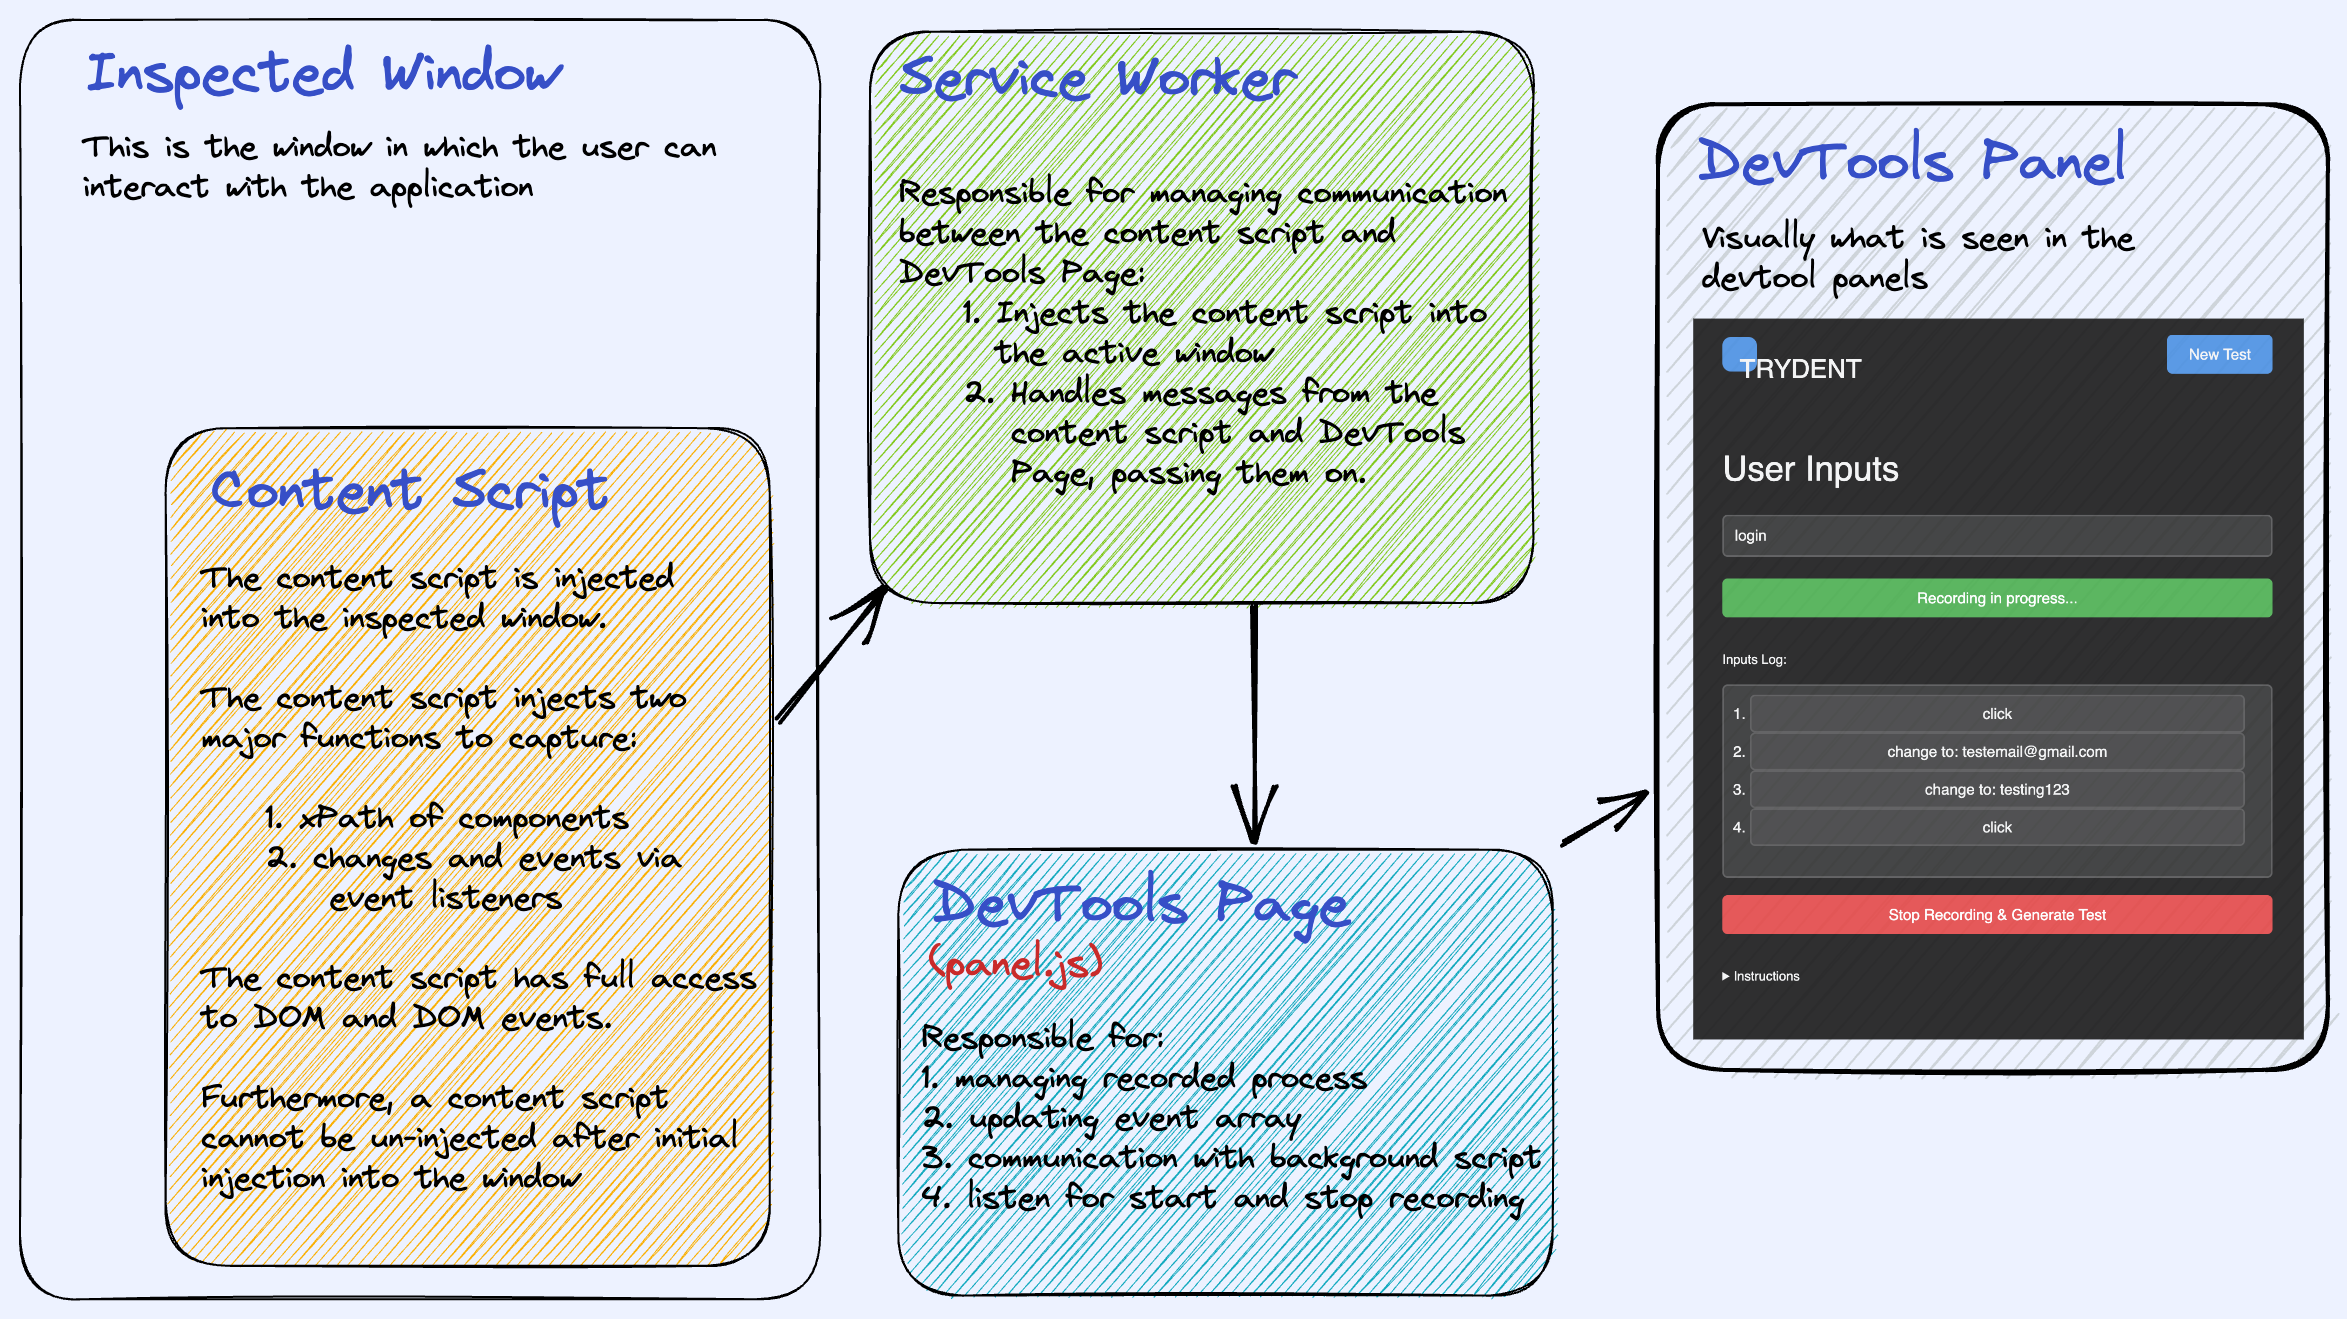 Inspected Window
This is the window in which the user can
interact with the application
Content Script
The content script is injected
into the inspected window.
The content script injects two
major functions to capture:
1. xPath of components
2. changes and events via
event listeners
The content script has full access
to DOM and DOM events.
Furthermore, a content script
cannot be un-injected after initial
injection into the window
Service Worker
Responsible for managing communication
between the content script and
DevTools Page:
1. Injects the content script into
the active window
2. Handles messages from the
content script and DevTools
Page, passing them on.
DevTools Page
(panel.js)
Responsible for:
1. managing recorded process
2. updating event array
3. communication with background script
4. listen for start and stop recording
DevTools Panel
Visually what is seen in the
devtool panels
TRYDENT
New Test
User Inputs
login
Recording in progress...
Inputs Log:
1. click
2. change to: testemail@gmail.com
3. change to: testing123
4. click
Stop Recording & Generate Test
Instructions